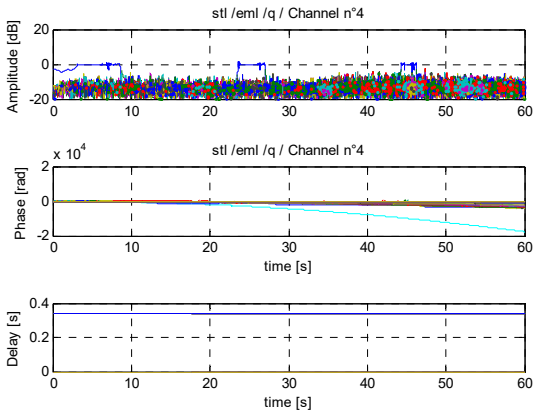 stl /eml /q / Channel n°4
20
0
-20
Amplitude [dB]
0 10 20 30 40 50 60
x 10^4
stl /eml /q / Channel n°4
2
0
-2
Phase [rad]
0 10 20 30 40 50 60
time [s]
0.4
0.2
0
Delay [s]
0 10 20 30 40 50 60
time [s]